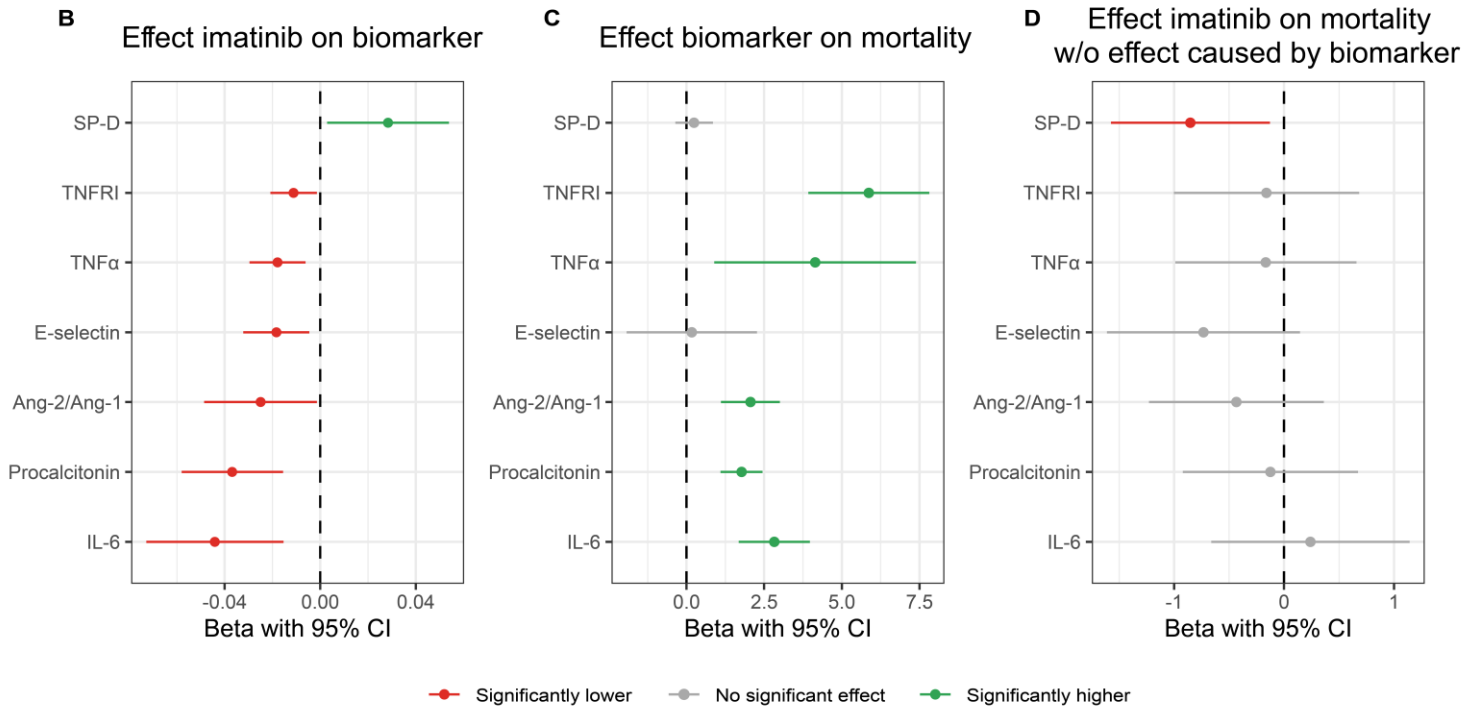 B
Effect imatinib on biomarker
SP-D
TNFRI
TNFα
E-selectin
Ang-2/Ang-1
Procalcitonin
IL-6
-0.04 0.00 0.04
Beta with 95% CI
C
Effect biomarker on mortality
SP-D
TNFRI
TNFα
E-selectin
Ang-2/Ang-1
Procalcitonin
IL-6
0.0 2.5 5.0 7.5
Beta with 95% CI
D
Effect imatinib on mortality
w/o effect caused by biomarker
SP-D
TNFRI
TNFα
E-selectin
Ang-2/Ang-1
Procalcitonin
IL-6
-1 0 1
Beta with 95% CI
Significantly lower No significant effect Significantly higher